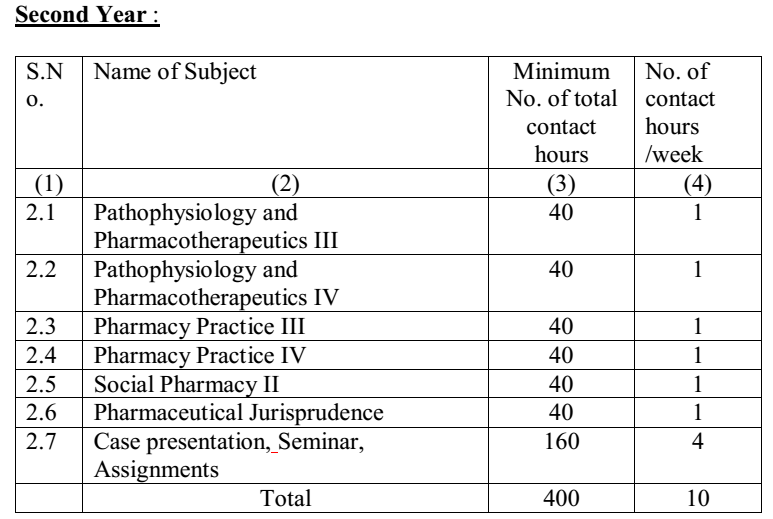 Second Year :
S.N Name of Subject Minimum No. of
o. No. of total contact
contact hours
hours /week
(1) (2) (3) (4)
2.1 Pathophysiology and 40 1
Pharmacotherapeutics III
2.2 Pathophysiology and 40 1
Pharmacotherapeutics IV
2.3 Pharmacy Practice III 40 1
2.4 Pharmacy Practice IV 40 1
2.5 Social Pharmacy II 40 1
2.6 Pharmaceutical Jurisprudence 40 1
2.7 Case presentation, Seminar, 160 4
Assignments
Total 400 10